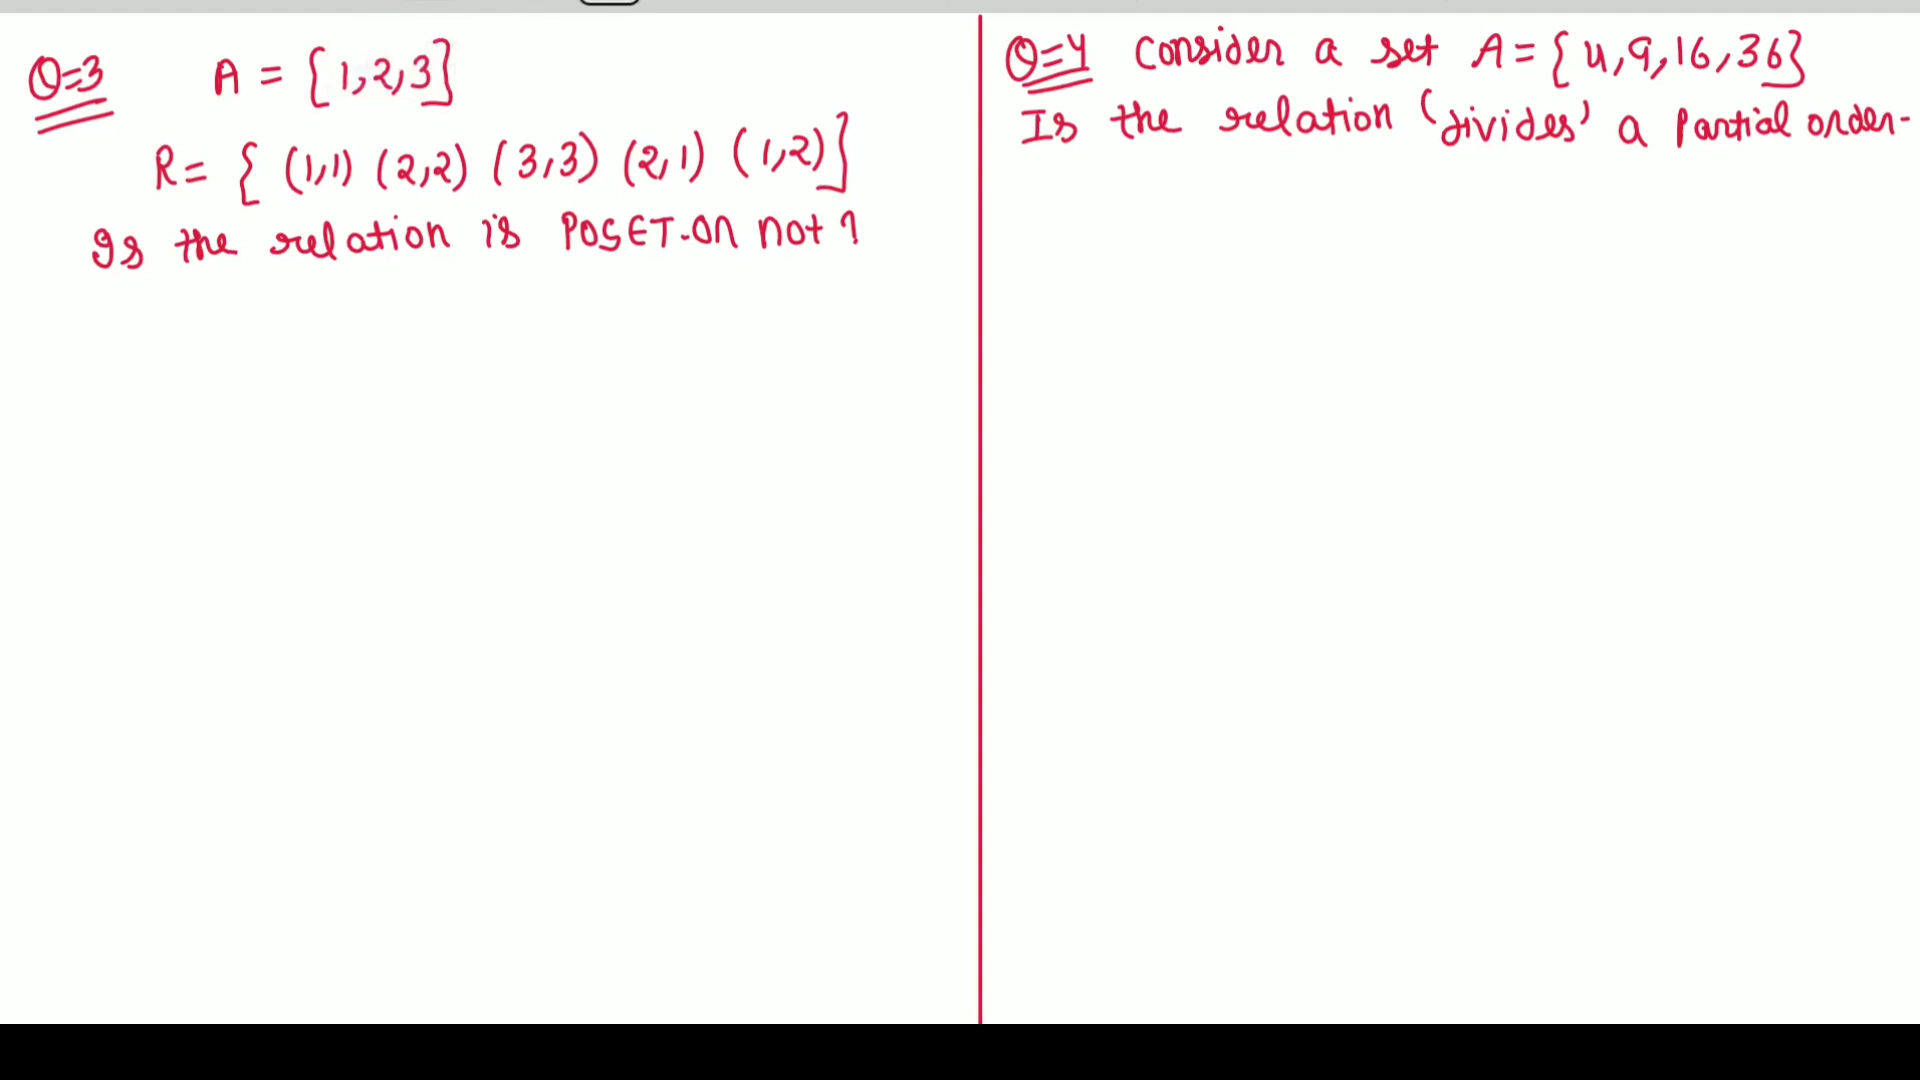 Q=3 A = {1,2,3}
R= { (1,1) (2,2) (3,3) (2,1) (1,2)}
Is the relation is POSET or not ?
Q=4 Consider a set A={4,9,16,36}
Is the relation 'divides' a Partial order-